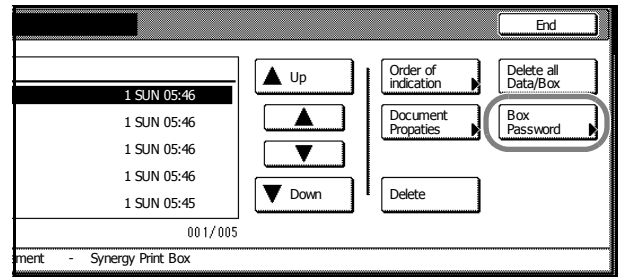 End
Up
Order of
indication
Delete all
Data/Box
1 SUN 05:46
1 SUN 05:46
Document
Propaties
Box
Password
1 SUN 05:46
1 SUN 05:46
1 SUN 05:45
Down
Delete
001/005
ment - Synergy Print Box